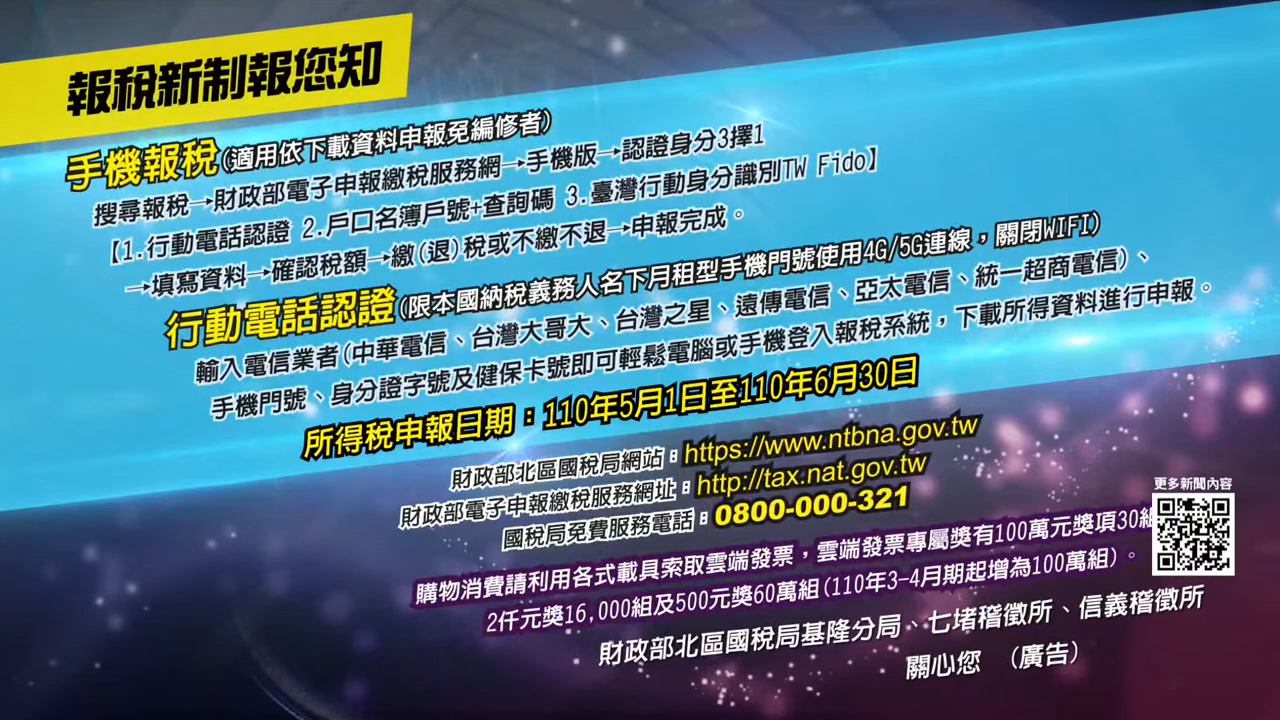 報稅新制報您知
手機報稅(適用依下載資料申報免編修者)
搜尋報稅→財政部電子申報繳稅服務網→手機版→認證身分3擇1
【1.行動電話認證 2.戶口名簿戶號+查詢碼 3.臺灣行動身分識別TW Fido】
→填寫資料→確認稅額→繳(退)稅或不繳不退→申報完成。
行動電話認證(限本國納稅義務人名下月租型手機門號使用4G/5G連線，關閉WIFI)
輸入電信業者(中華電信、台灣大哥大、台灣之星、遠傳電信、亞太電信、統一超商電信)、
手機門號、身分證字號及健保卡號即可輕鬆電腦或手機登入報稅系統，下載所得資料進行申報。
所得稅申報日期：110年5月1日至110年6月30日
財政部北區國稅局網站：https://www.ntbna.gov.tw
財政部電子申報繳稅服務網址：http://tax.nat.gov.tw
國稅局免費服務電話：0800-000-321
更多新聞內容
購物消費請利用各式載具索取雲端發票，雲端發票專屬獎有100萬元獎項30組
2仟元獎16,000組及500元獎60萬組(110年3-4月期起增為100萬組)。
財政部北區國稅局基隆分局、七堵稽徵所、信義稽徵所
關心您 （廣告）